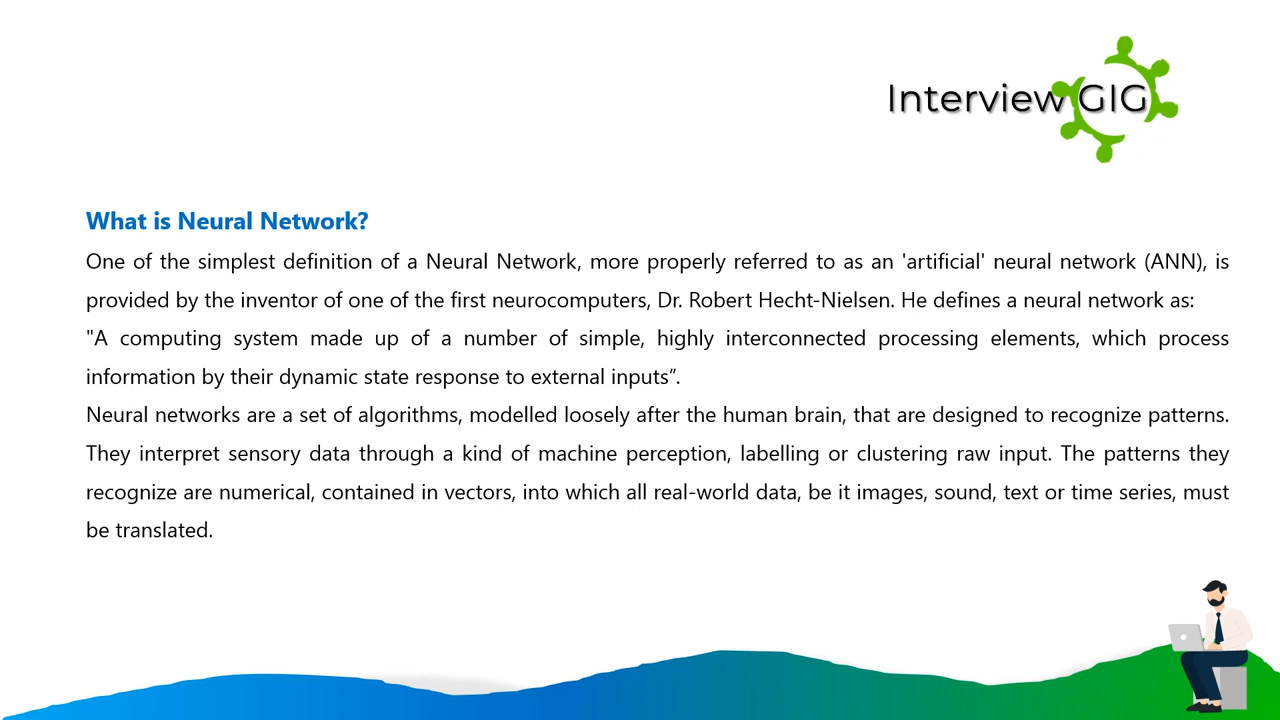 Interview GIG
What is Neural Network?
One of the simplest definition of a Neural Network, more properly referred to as an 'artificial' neural network (ANN), is
provided by the inventor of one of the first neurocomputers, Dr. Robert Hecht-Nielsen. He defines a neural network as:
"A computing system made up of a number of simple, highly interconnected processing elements, which process
information by their dynamic state response to external inputs”.
Neural networks are a set of algorithms, modelled loosely after the human brain, that are designed to recognize patterns.
They interpret sensory data through a kind of machine perception, labelling or clustering raw input. The patterns they
recognize are numerical, contained in vectors, into which all real-world data, be it images, sound, text or time series, must
be translated.